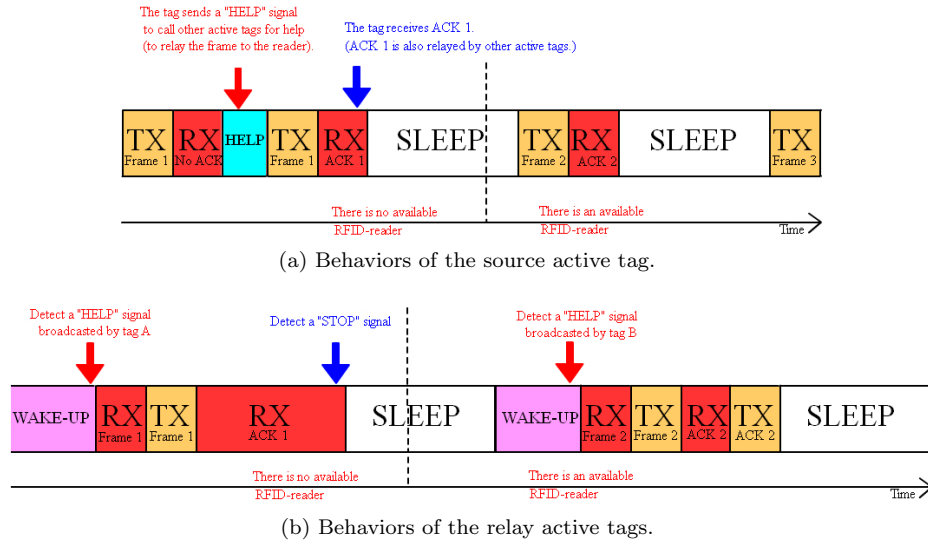 The tag sends a "HELP" signal
to call other active tags for help
(to relay the frame to the reader).
The tag receives ACK 1.
(ACK 1 is also relayed by other active tags.)
TX
Frame 1
RX
No ACK
HELP
TX
Frame 1
RX
ACK 1
SLEEP
TX
Frame 2
RX
ACK 2
SLEEP
TX
Frame 3
There is no available
RFID-reader
There is an available
RFID-reader
Time
(a) Behaviors of the source active tag.
Detect a "HELP" signal
broadcasted by tag A
Detect a "STOP" signal
Detect a "HELP" signal
broadcasted by tag B
WAKE-UP
RX
Frame 1
TX
Frame 1
RX
ACK 1
SLEEP
WAKE-UP
RX
Frame 2
TX
Frame 2
RX
ACK 2
TX
ACK 2
SLEEP
There is no available
RFID-reader
There is an available
RFID-reader
Time
(b) Behaviors of the relay active tags.